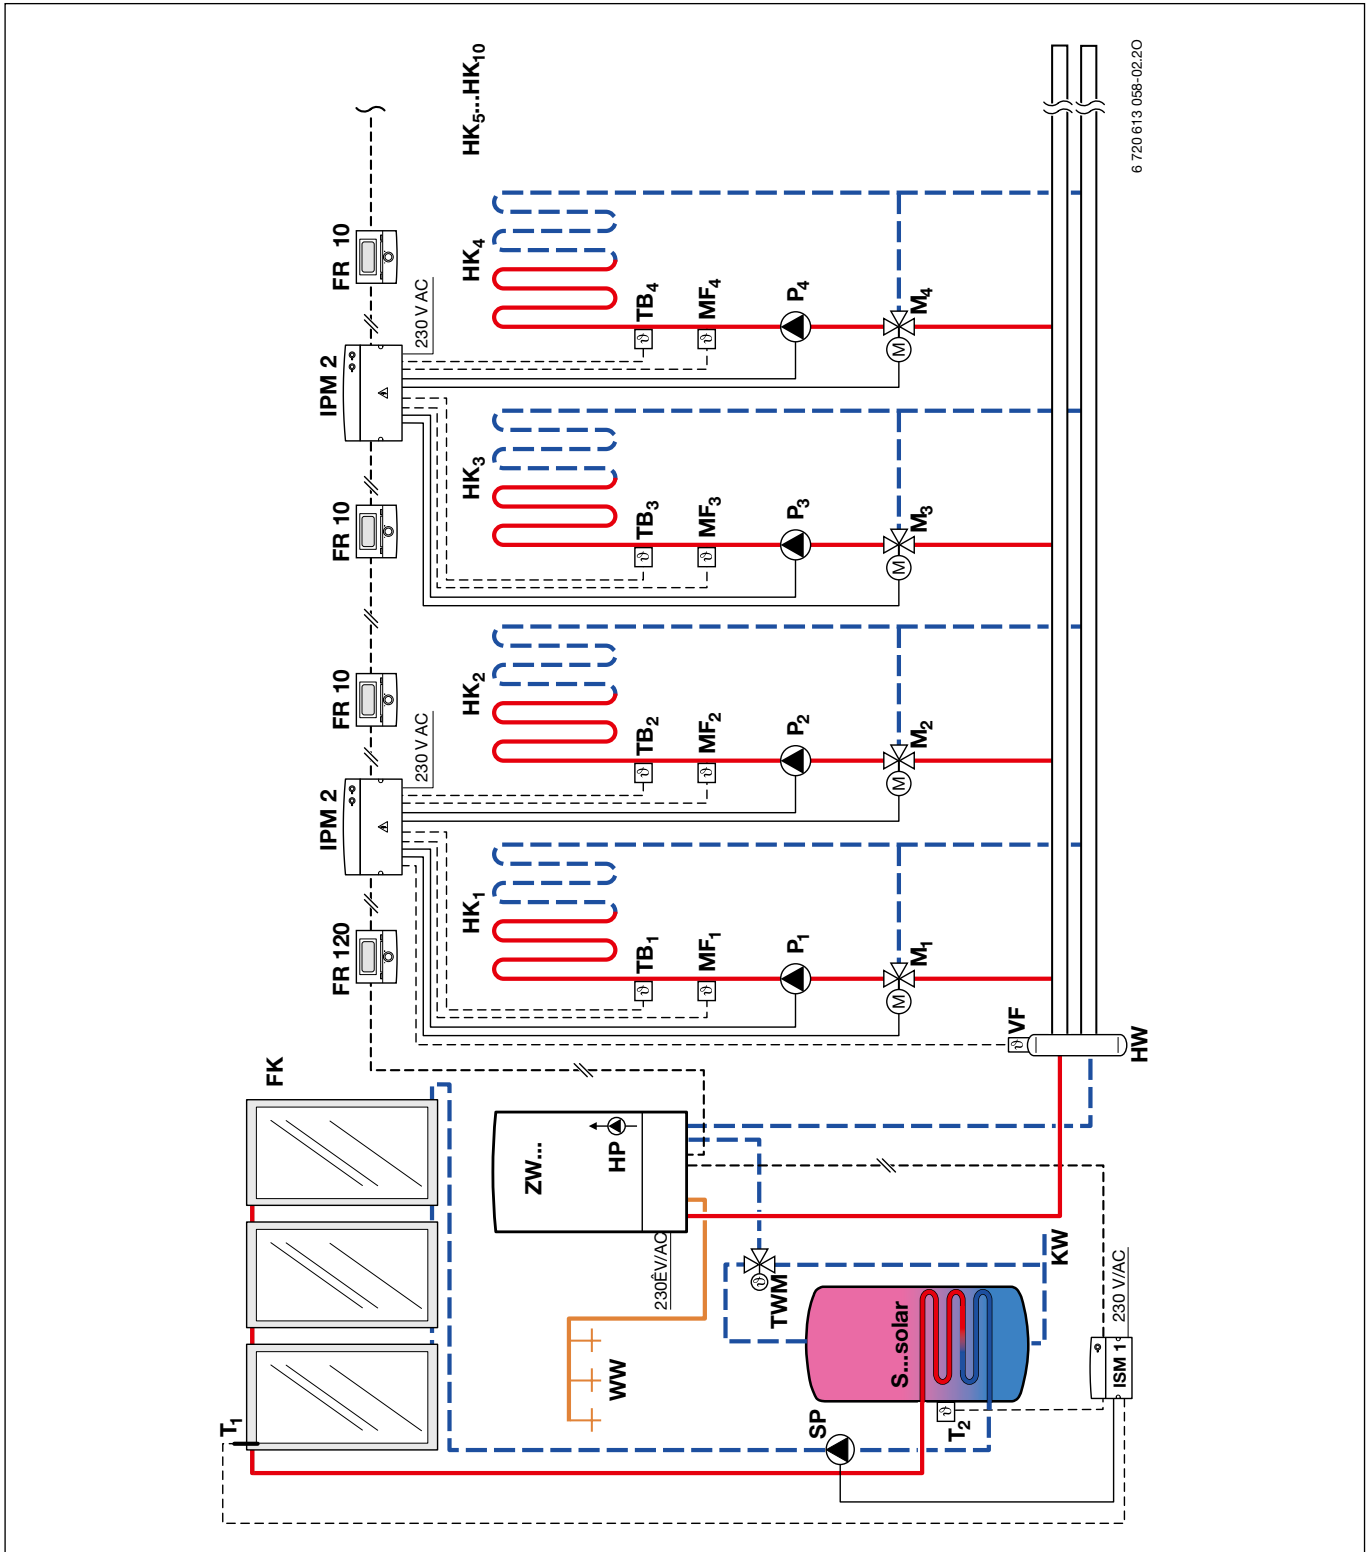 FK
T1
FR 120
IPM 2
230 V AC
FR 10
FR 10
IPM 2
230 V AC
FR 10
HK1
TB1
MF1
P1
M
M1
HK2
TB2
MF2
P2
M
M2
HK3
TB3
MF3
P3
M
M3
HK4
TB4
MF4
P4
M
M4
HK5...HK10
ZW...
HP
230ÊV/AC
WW
TWM
ϑ
SP
S...solar
T2
ϑ
KW
ISM 1
230 V/AC
VF
ϑ
HW
6 720 613 058-02.2O